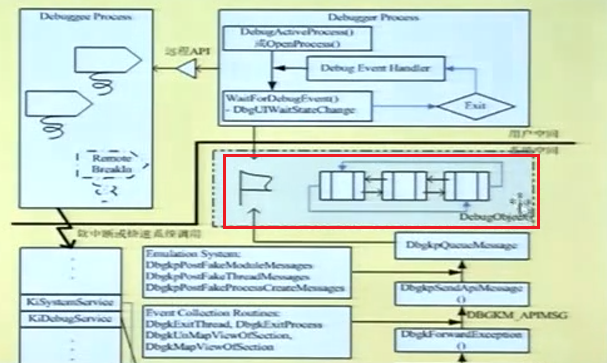 Debuggee Process
Debugger Process
DebugActiveProcess()
或OpenProcess()
远程API
Debug Event Handler
WaitForDebugEvent()
- DbgUIWaitStateChange
Exit
用户空间
系统空间
Remote
BreakIn
DebugObject
软中断或快速系统调用
DbgkpQueueMessage
Emulation System:
DbgkpPostFakeModuleMessages
DbgkpPostFakeThreadMessages
DbgkpPostFakeProcessCreateMessages
DbgkpSendApiMessage
()
KiSystemService
KiDebugService
DBGKM_APIMSG
Event Collection Routines:
DbgkExitThread, DbgkExitProcess
DbgkUnMapViewOfSection,
DbgkMapViewOfSection
DbgkForwardException
()